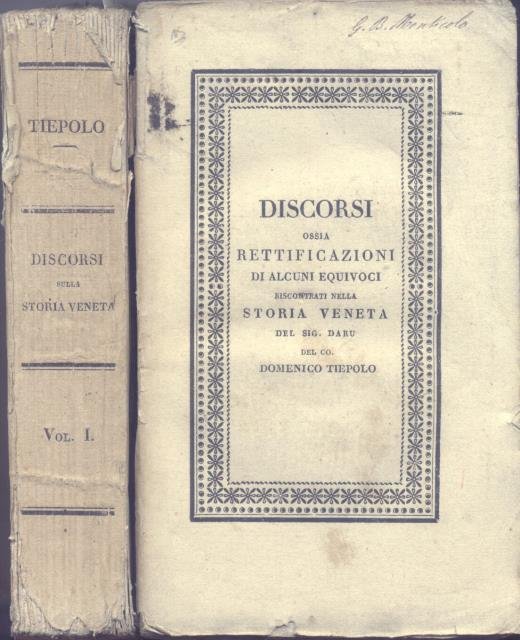 TIEPOLO
DISCORSI
SULLA
STORIA VENETA
VOL. I.
G. B. Monticolo
DISCORSI
OSSIA
RETTIFICAZIONI
DI ALCUNI EQUIVOCI
RISCONTRATI NELLA
STORIA VENETA
DEL SIG. DARU
DEL CO.
DOMENICO TIEPOLO